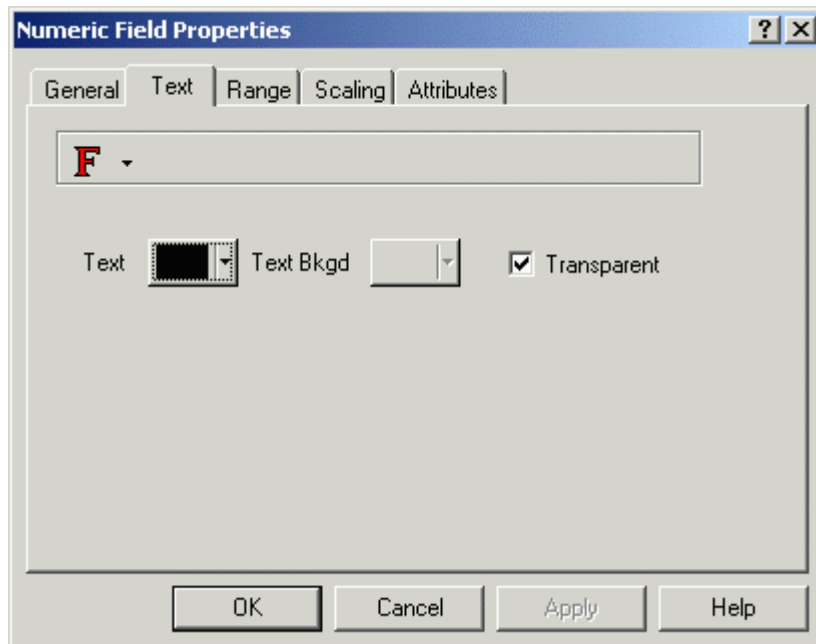 Numeric Field Properties ?
General Text Range Scaling Attributes
F
Text Text Bkgd Transparent
OK Cancel Apply Help